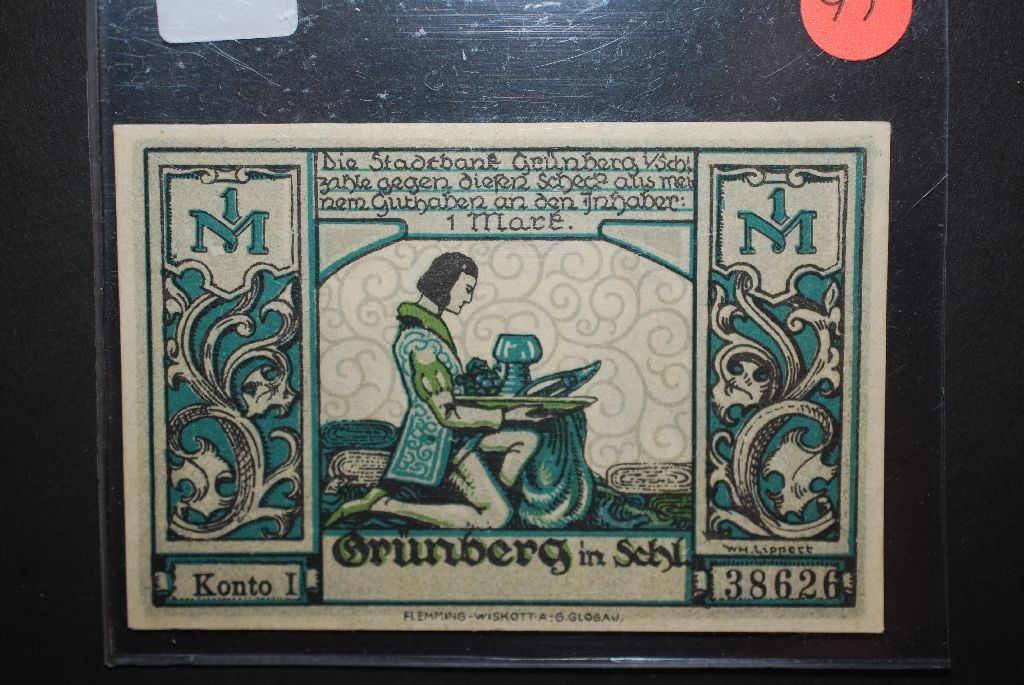 Die Stadtbank Grünberg i/Schl.
zahle gegen diesen Scheck aus mei
nem Guthaben an den Inhaber:
1 Mark.
1
M
1
M
Grünberg in Schl.
W.H.Lippert
Konto I
38626
FLEMMING-WISKOTT-A:G.GLOGAU.